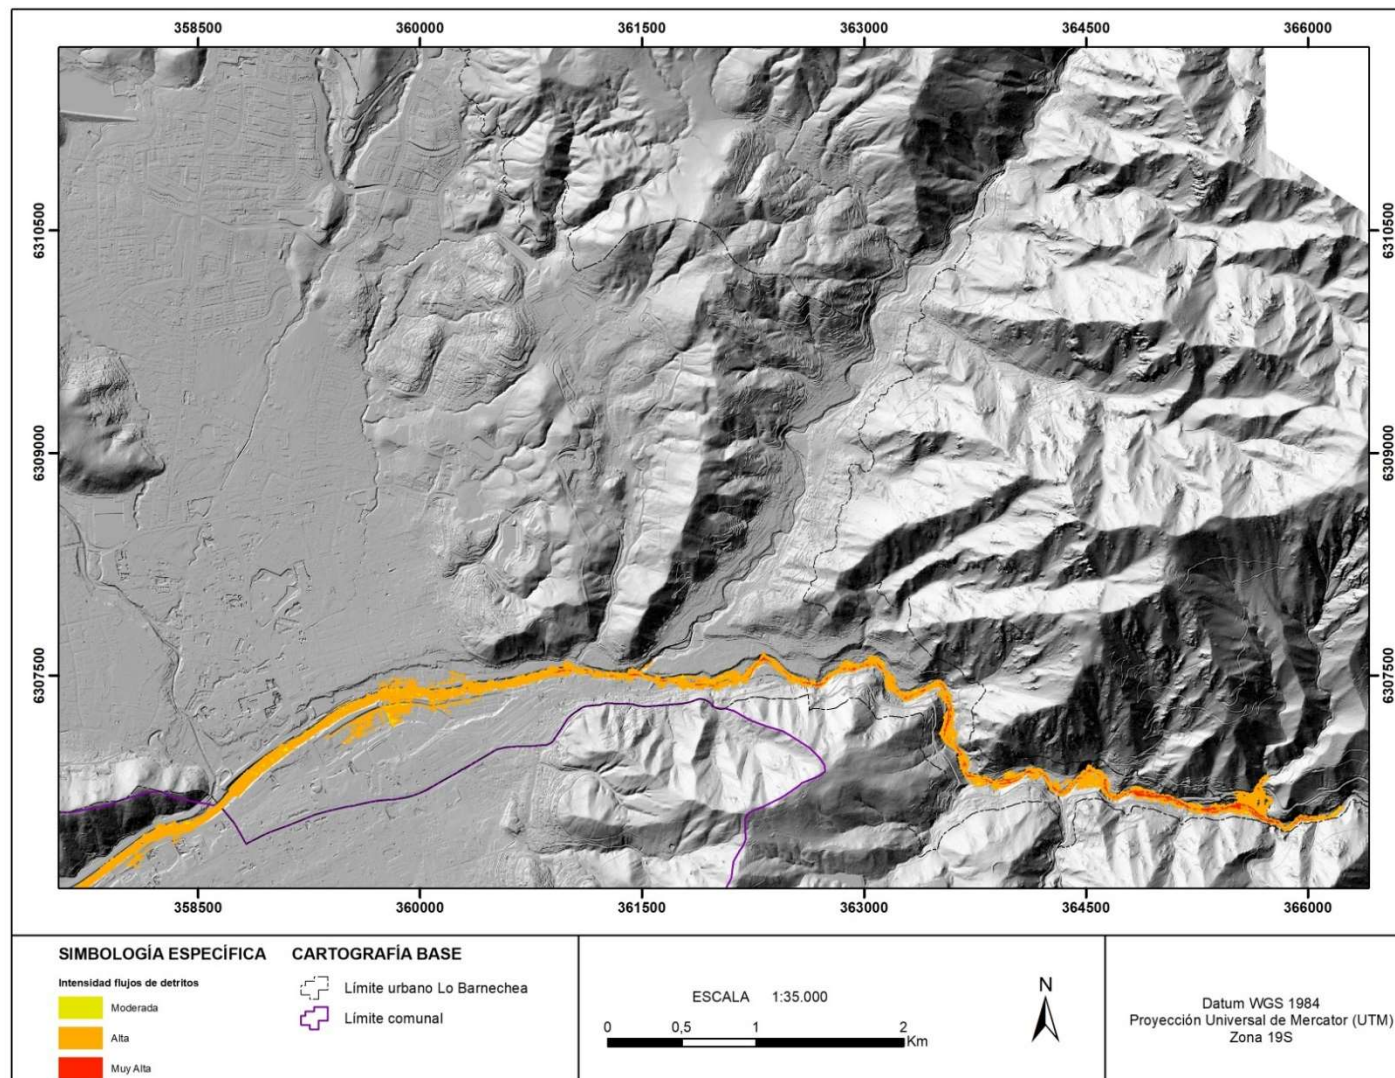 358500 360000 361500 363000 364500 366000
6310500 6310500
6309000 6309000
6307500 6307500
358500 360000 361500 363000 364500 366000
SIMBOLOGÍA ESPECÍFICA
Intensidad flujos de detritos
Moderada
Alta
Muy Alta
CARTOGRAFÍA BASE
Límite urbano Lo Barnechea
Límite comunal
ESCALA 1:35.000
0 0,5 1 2
Km
N
Datum WGS 1984
Proyección Universal de Mercator (UTM)
Zona 19S